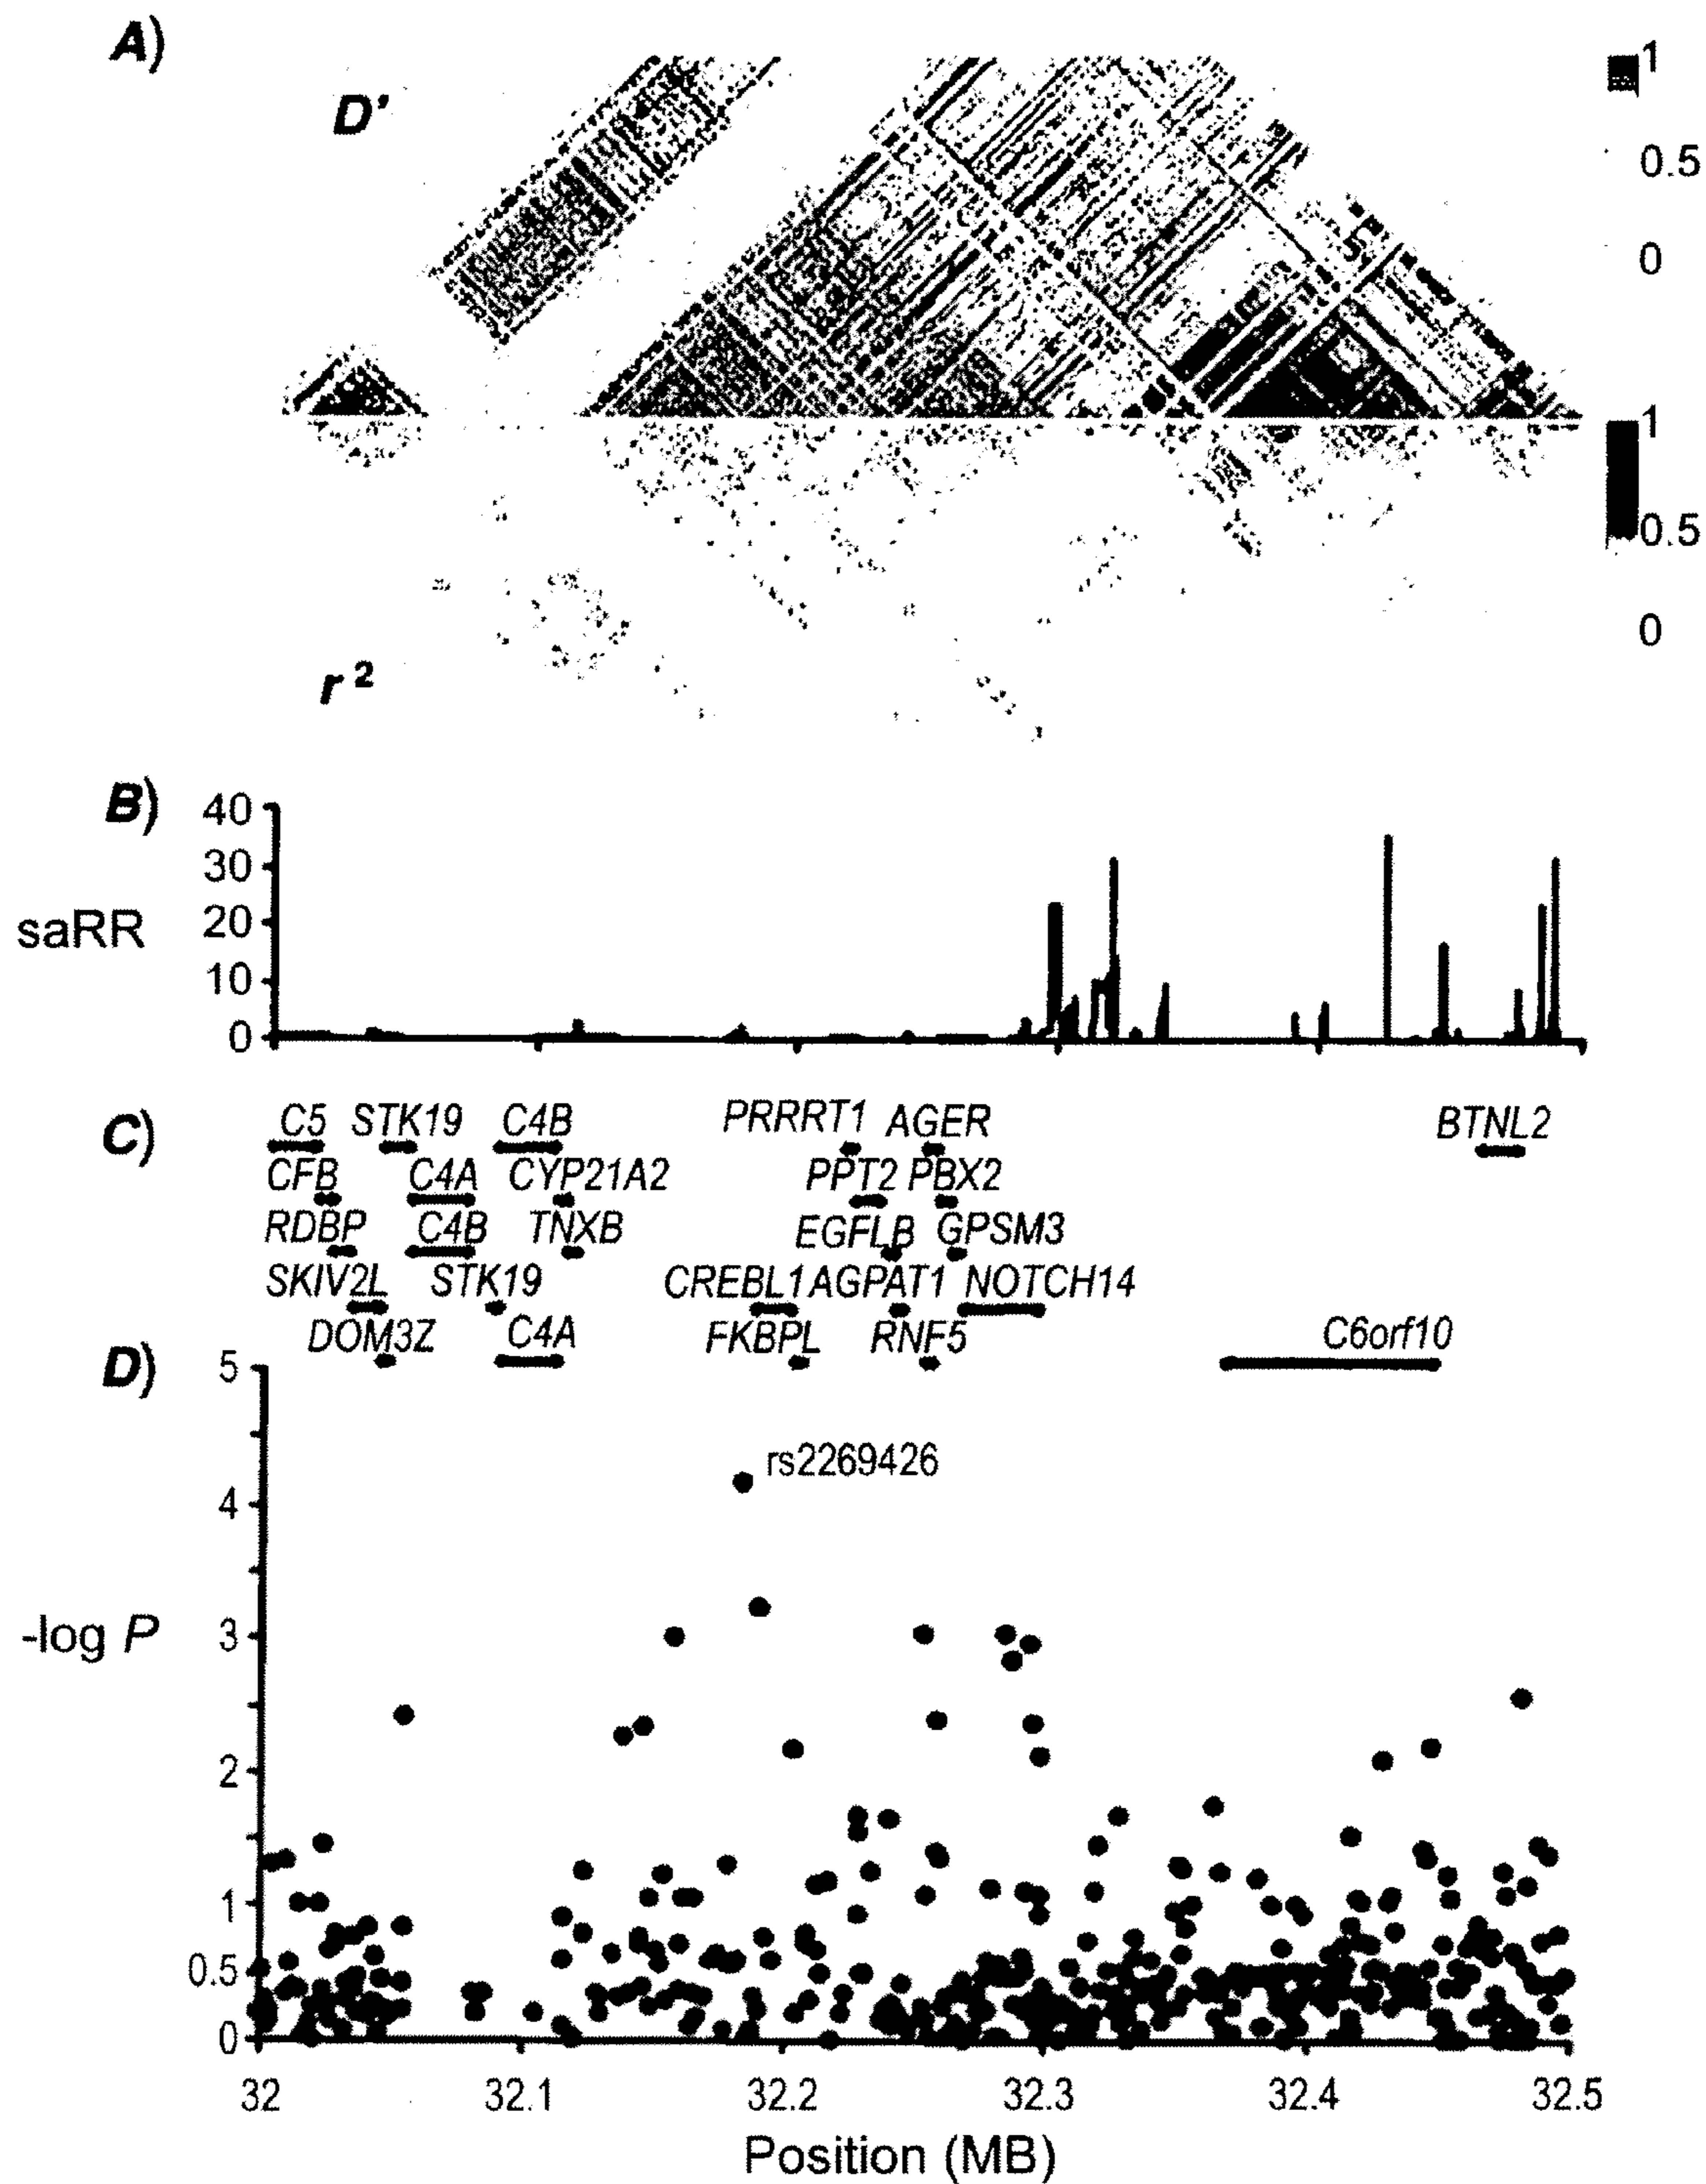 A)
D'
1
0.5
0
1
0.5
0
r 2
B)
40
30
saRR
20
10
0
C)
C5 STK19 C4B PRRRT1 AGER BTNL2
CFB C4A CYP21A2 PPT2 PBX2
RDBP C4B TNXB EGFLB GPSM3
SKIV2L STK19 CREBL1 AGPAT1 NOTCH14
DOM3Z C4A FKBPL RNF5 C6orf10
D)
5
rs2269426
4
-log P
3
2
1
0.5
0
32 32.1 32.2 32.3 32.4 32.5
Position (MB)